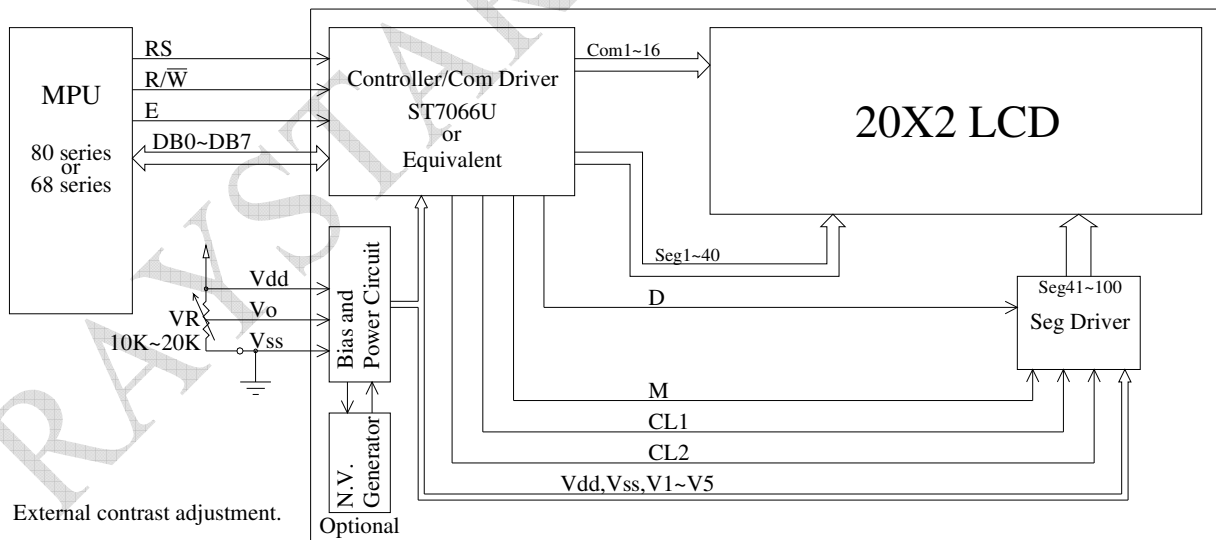 RAYSTAR
MPU
80 series
or
68 series
RS
R/W̅
E
DB0~DB7
Controller/Com Driver
ST7066U
or
Equivalent
Com1~16
20X2 LCD
Seg1~40
Seg41~100
Seg Driver
D
M
CL1
CL2
Vdd,Vss,V1~V5
Vdd
Vo
Vss
VR
10K~20K
Bias and
Power Circuit
N.V.
Generator
Optional
External contrast adjustment.